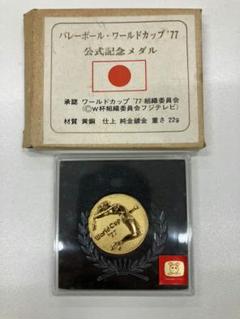 バレーボール・ワールドカップ'77
公式記念メダル
承認 ワールドカップ'77組織委員会
(©W杯組織委員会フジテレビ)
材質 黄銅 仕上 純金鍍金 重さ 22g
World Cup
'77